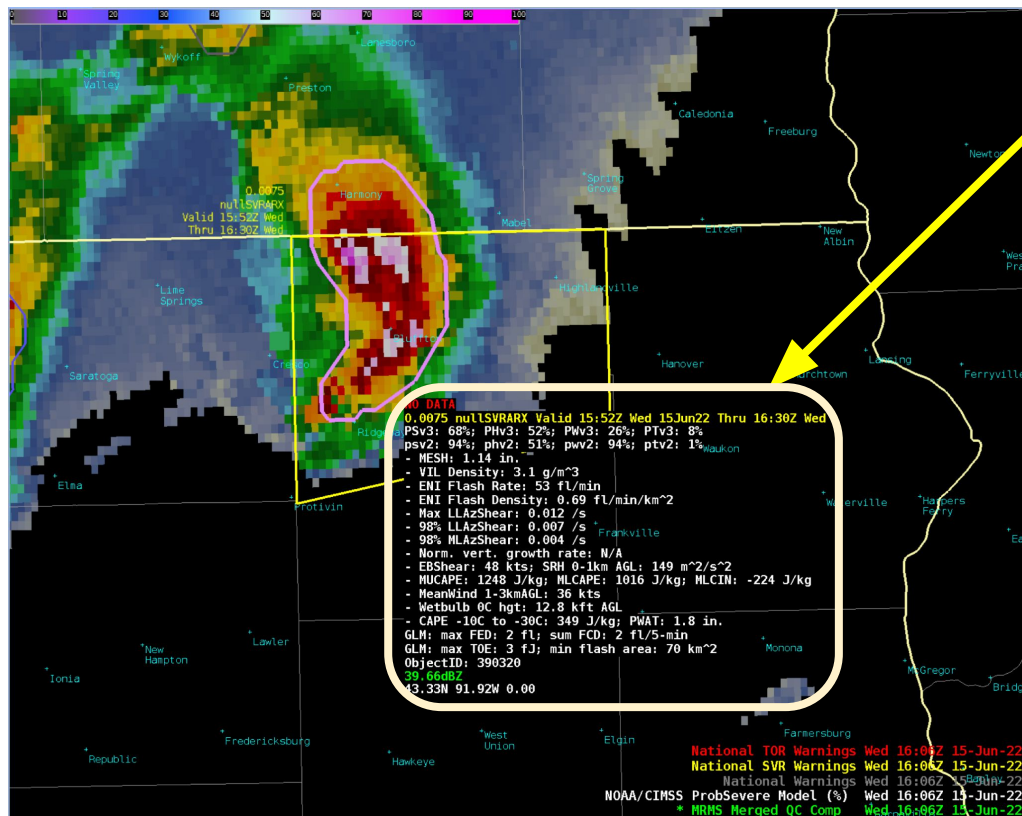 0 10 20 30 40 50 60 70 80 90 100
Lanesboro
Wykoff
Spring
Valley
Preston
Caledonia
Freeburg
Newton
Spring
Grove
Harmony
0.0075
nullSVRARX
Valid 15:52Z Wed
Thru 16:30Z Wed
Mabel
Eitzen
New
Albin
Lime
Springs
Highlandville
Bluffton
Cresco
Hanover
Lansing
Saratoga
urchtown
Ferryville
NO DATA
0.0075 nullSVRARX Valid 15:52Z Wed 15Jun22 Thru 16:30Z Wed
PSv3: 68%; PHv3: 52%; PWv3: 26%; PTv3: 8%
psv2: 94%; phv2: 51%; pwv2: 94%; ptv2: 1%
- MESH: 1.14 in.
- VIL Density: 3.1 g/m^3
- ENI Flash Rate: 53 fl/min
- ENI Flash Density: 0.69 fl/min/km^2
- Max LLAzShear: 0.012 /s
- 98% LLAzShear: 0.007 /s
- 98% MLAzShear: 0.004 /s
- Norm. vert. growth rate: N/A
- EBShear: 48 kts; SRH 0-1km AGL: 149 m^2/s^2
- MUCAPE: 1248 J/kg; MLCAPE: 1016 J/kg; MLCIN: -224 J/kg
- MeanWind 1-3kmAGL: 36 kts
- Wetbulb 0C hgt: 12.8 kft AGL
- CAPE -10C to -30C: 349 J/kg; PWAT: 1.8 in.
GLM: max FED: 2 fl; sum FCD: 2 fl/5-min
GLM: max TOE: 3 fJ; min flash area: 70 km^2
ObjectID: 390320
39.66dBZ
43.33N 91.92W 0.00
Waukon
Elma
Protivin
Waterville
Harpers
Ferry
Frankville
Lawler
New
Hampton
Ionia
Monona
McGregor
Bridg
Fredericksburg
Republic
West
Union
Hawkeye
Elgin
Farmersburg
National TOR Warnings Wed 16:06Z 15-Jun-22
National SVR Warnings Wed 16:06Z 15-Jun-22
National Warnings Wed 16:06Z 15-Jun-22
Bagley
NOAA/CIMSS ProbSevere Model (%) Wed 16:06Z 15-Jun-22
* MRMS Merged QC Comp Wed 16:06Z 15-Jun-22